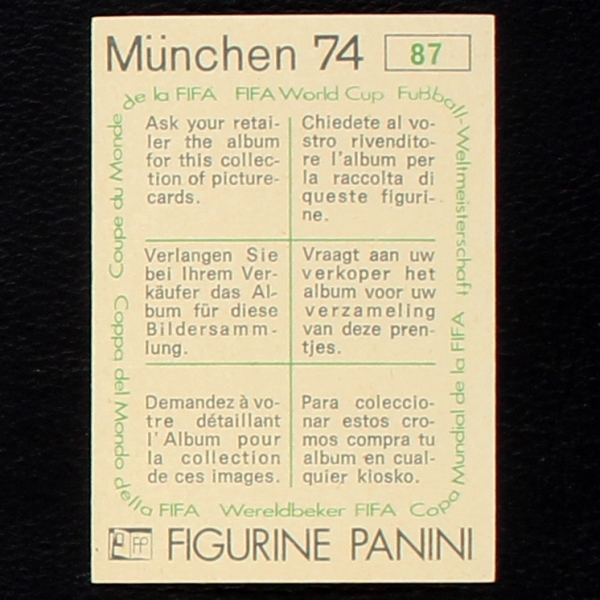 München 74 87
Coupe du Monde de la FIFA FIFA World Cup Fußball-Weltmeisterschaft
Ask your retai-
ler the album
for this collec-
tion of picture-
cards.
Chiedete al vo-
stro rivendito-
re l'album per
la raccolta di
queste figuri-
ne.
Verlangen Sie
bei Ihrem Ver-
käufer das Al-
bum für diese
Bildersamm-
lung.
Vraagt aan uw
verkoper het
album voor uw
verzameling
van deze pren-
tjes.
Demandez à vo-
tre détaillant
l'Album pour
la collection
de ces images.
Para coleccio-
nar estos cro-
mos compra tu
album en cual-
quier kiosko.
Coppa del Mondo della FIFA Wereldbeker FIFA Copa Mundial de la FIFA
FP FIGURINE PANINI